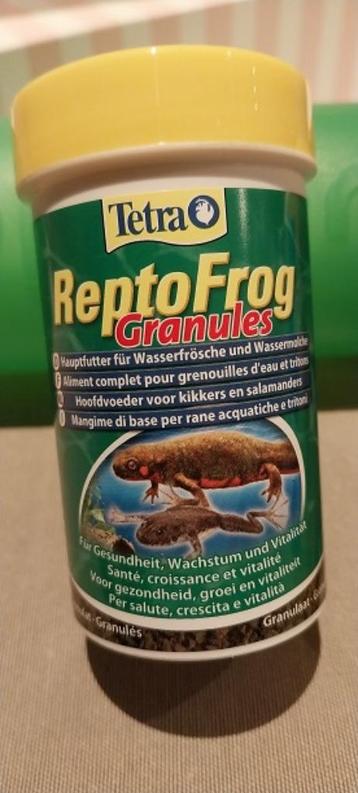 Tetra
ReptoFrog
Granules
Hauptfutter für Wasserfrösche und Wassermolche
Aliment complet pour grenouilles d'eau et tritons
Hoofdvoeder voor kikkers en salamanders
Mangime di base per rane acquatiche e tritoni
Für Gesundheit, Wachstum und Vitalität
Santé, croissance et vitalité
Voor gezondheid, groei en vitaliteit
Per salute, crescita e vitalità
Granulés
Granulaat